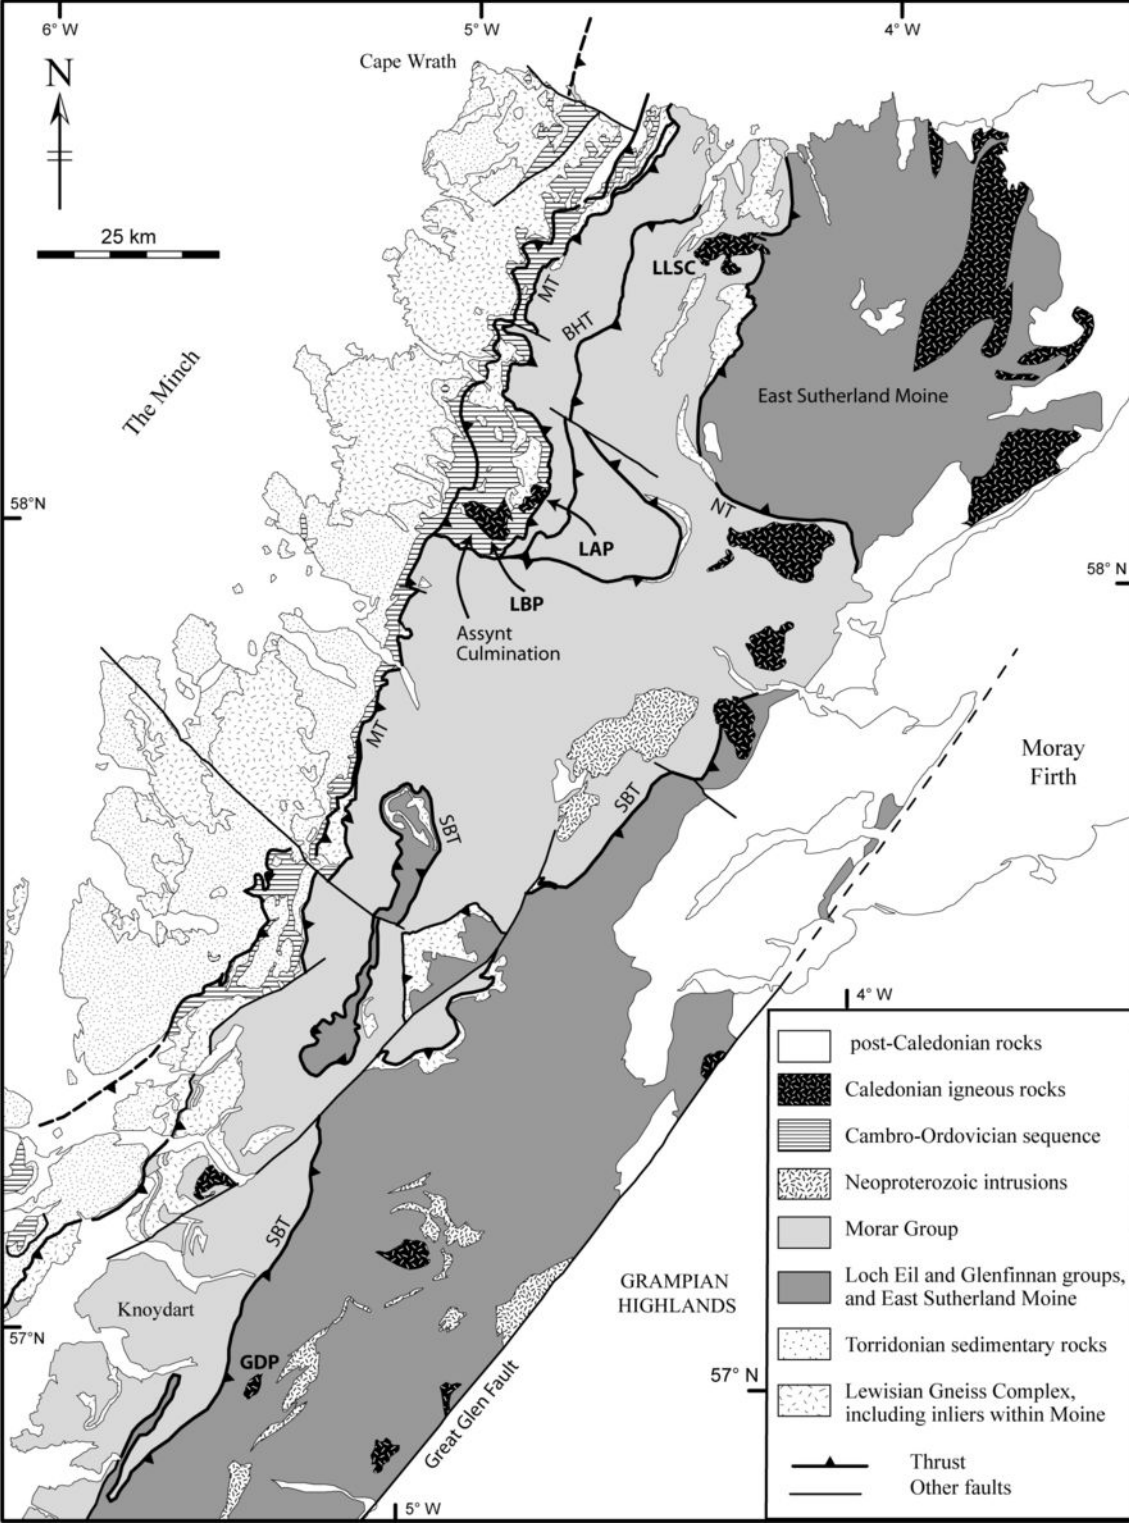 6° W
5° W
4° W
Cape Wrath
N
25 km
LLSC
MT
BHT
The Minch
East Sutherland Moine
58°N
NT
LAP
58° N
LBP
Assynt
Culmination
MT
Moray
Firth
SBT
SBT
4° W
post-Caledonian rocks
Caledonian igneous rocks
Cambro-Ordovician sequence
Neoproterozoic intrusions
SBT
Morar Group
Loch Eil and Glenfinnan groups,
and East Sutherland Moine
GRAMPIAN
HIGHLANDS
Knoydart
57°N
Torridonian sedimentary rocks
GDP
57° N
Great Glen Fault
Lewisian Gneiss Complex,
including inliers within Moine
Thrust
Other faults
5° W